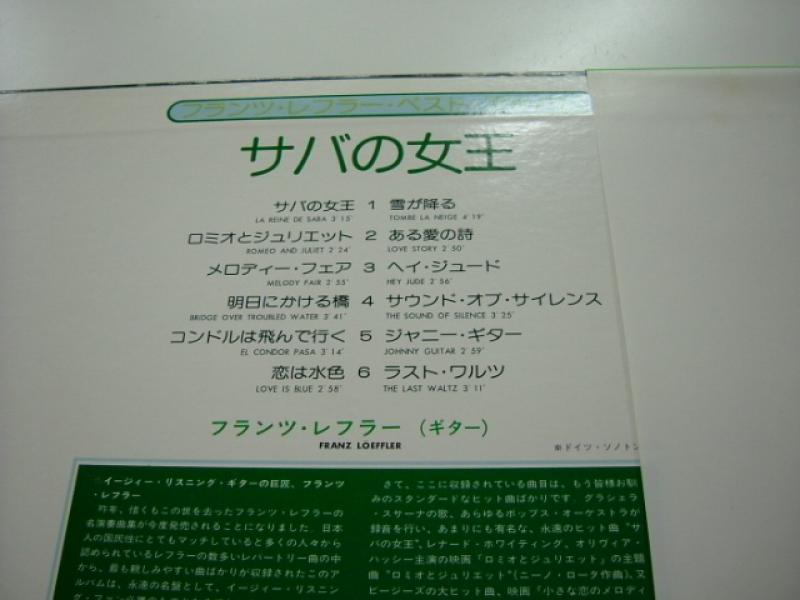 フランツ・レフラー・ベスト
サバの女王
サバの女王 1 雪が降る
LA REINE DE SABA 3'15" TOMBE LA NEIGE 4'19"
ロミオとジュリエット 2 ある愛の詩
ROMEO AND JULIET 2'24" LOVE STORY 2'50"
メロディー・フェア 3 ヘイ・ジュード
MELODY FAIR 2'55" HEY JUDE 2'56"
明日にかける橋 4 サウンド・オブ・サイレンス
BRIDGE OVER TROUBLED WATER 3'41" THE SOUND OF SILENCE 3'25"
コンドルは飛んで行く 5 ジャニー・ギター
EL CONDOR PASA 3'14" JOHNNY GUITAR 2'59"
恋は水色 6 ラスト・ワルツ
LOVE IS BLUE 2'58" THE LAST WALTZ 3'11"
フランツ・レフラー (ギター)
FRANZ LOEFFLER
※ドイツ・ソノトン
イージィー・リスニング・ギターの巨匠、フランツ
・レフラー
昨年、惜くもこの世を去ったフランツ・レフラーの
名演奏曲集が今度発売されることになりました。日本
人の国民性にとてもマッチしていると多くの人々から
認められているレフラーの数多いレパートリー曲の中
から、最も親しみやすい曲ばかりが収録されたこの
アルバムは、永遠の名盤として、イージィー・リスニ
さて、ここに収録されている曲目は、もう皆様お馴
みのスタンダードなヒット曲ばかりです。グラシェラ
・スサーナの歌、あらゆるポップス・オーケストラが
録音を行い、あまりにも有名な、永遠のヒット曲 "サ
バの女王"、レナード・ホワイティング、オリヴィア・
ハッシー主演の映画「ロミオとジュリエット」の主題
曲 "ロミオとジュリエット"(ニーノ・ロータ作曲)、又
ビージーズの大ヒット曲、映画「小さな恋のメロディ